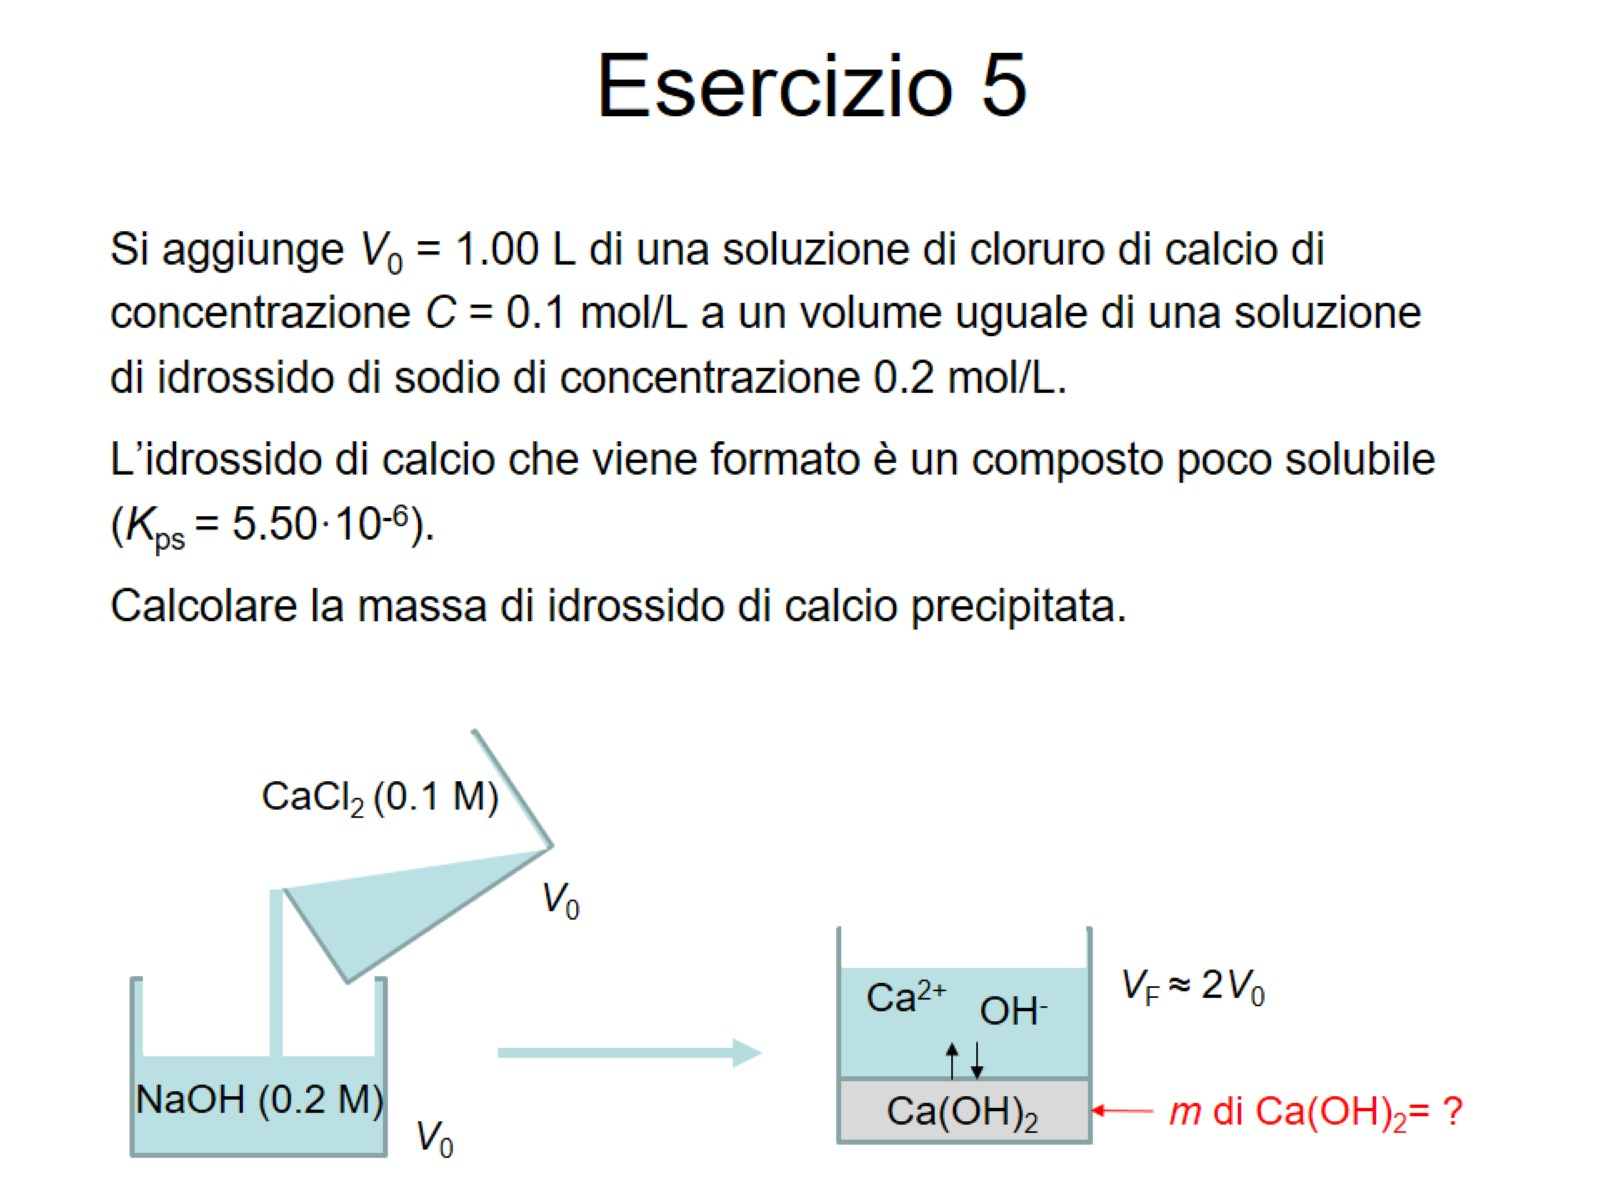 Esercizio 5
Si aggiunge V₀ = 1.00 L di una soluzione di cloruro di calcio di
concentrazione C = 0.1 mol/L a un volume uguale di una soluzione
di idrossido di sodio di concentrazione 0.2 mol/L.
L’idrossido di calcio che viene formato è un composto poco solubile
(Kps = 5.50·10⁻⁶).
Calcolare la massa di idrossido di calcio precipitata.
CaCl₂ (0.1 M)
V₀
NaOH (0.2 M)
V₀
Ca²⁺
OH⁻
VF ≈ 2V₀
Ca(OH)₂
m di Ca(OH)₂= ?